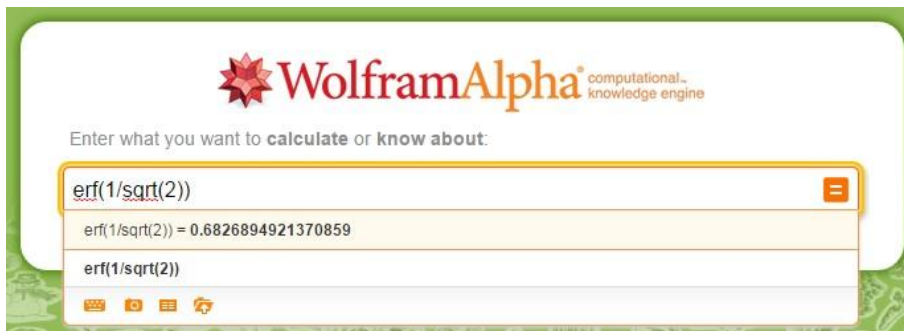 WolframAlpha computational knowledge engine
Enter what you want to calculate or know about:
erf(1/sqrt(2))
erf(1/sqrt(2)) = 0.6826894921370859
erf(1/sqrt(2))